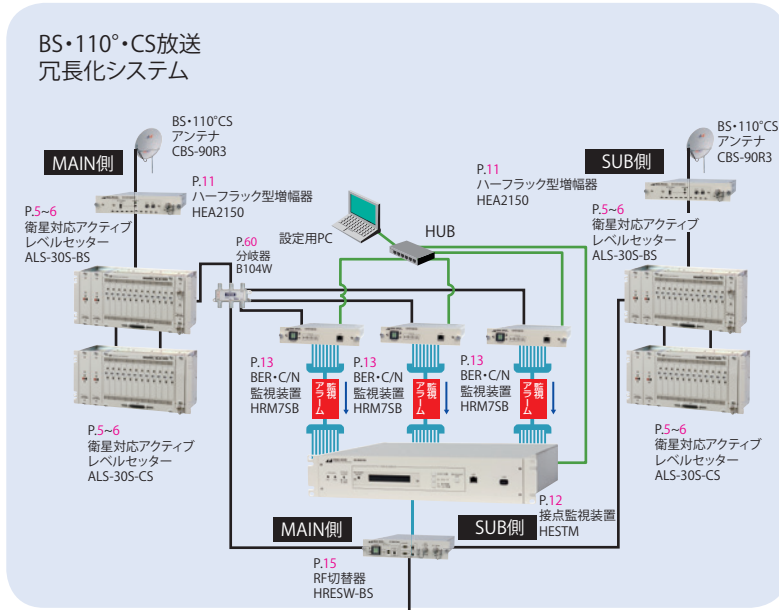 BS・110°・CS放送
冗長化システム
BS・110°CS
アンテナ
CBS-90R3
MAIN側
P.11
ハーフラック型増幅器
HEA2150
P.5~6
衛星対応アクティブ
レベルセッター
ALS-30S-BS
P.60
分岐器
B104W
設定用PC
HUB
P.11
ハーフラック型増幅器
HEA2150
SUB側
BS・110°CS
アンテナ
CBS-90R3
P.5~6
衛星対応アクティブ
レベルセッター
ALS-30S-BS
P.13
BER・C/N
監視装置
HRM7SB
P.13
BER・C/N
監視装置
HRM7SB
P.13
BER・C/N
監視装置
HRM7SB
監視
アラーム
監視
アラーム
監視
アラーム
P.5~6
衛星対応アクティブ
レベルセッター
ALS-30S-CS
P.5~6
衛星対応アクティブ
レベルセッター
ALS-30S-CS
P.12
接点監視装置
HESTM
MAIN側
SUB側
P.15
RF切替器
HRESW-BS